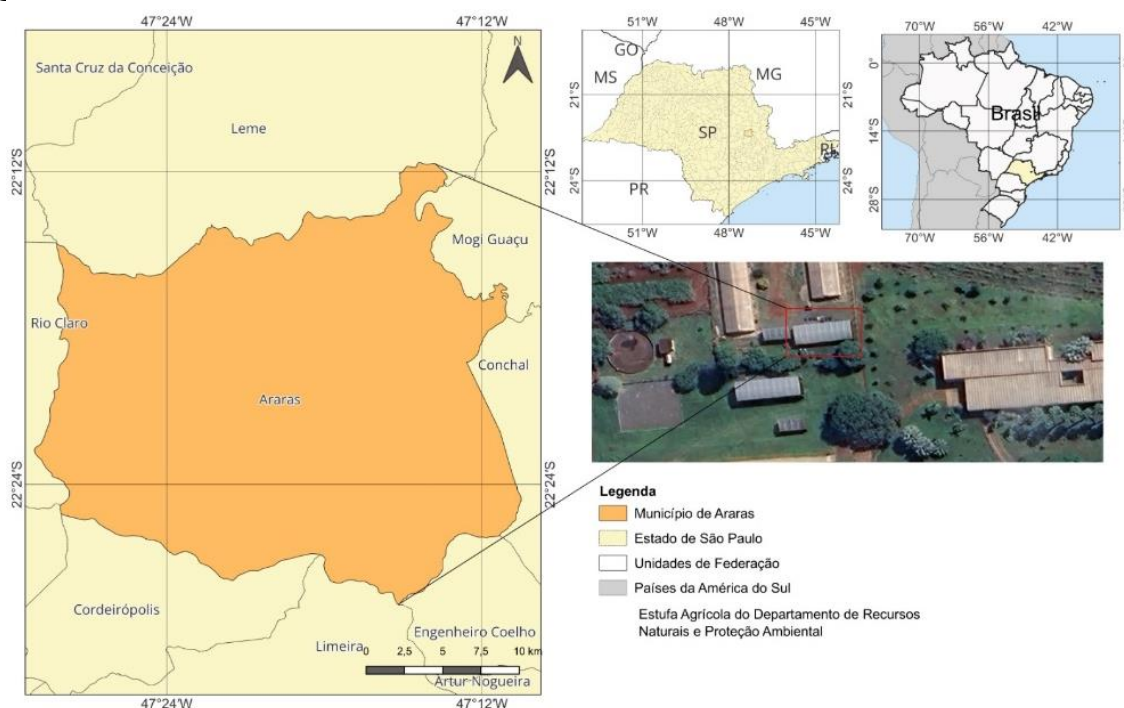 47°24'W
47°12'W
N
Santa Cruz da Conceição
Leme
22°12'S
22°12'S
Mogi Guaçu
Rio Claro
Conchal
Araras
22°24'S
22°24'S
Cordeirópolis
Engenheiro Coelho
Limeira
0 2,5 5 7,5 10 km
Artur Nogueira
47°24'W
47°12'W
51°W
48°W
45°W
GO
MS
MG
21°S
21°S
SP
24°S
24°S
PR
51°W
48°W
45°W
70°W
56°W
42°W
0°
Brasil
14°S
28°S
70°W
56°W
42°W
Legenda
Município de Araras
Estado de São Paulo
Unidades de Federação
Países da América do Sul
Estufa Agrícola do Departamento de Recursos
Naturais e Proteção Ambiental